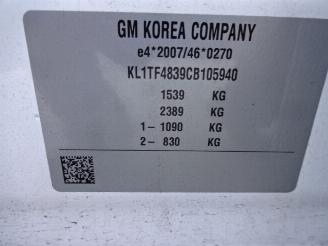 GM KOREA COMPANY
e4*2007/46*0270
KL1TF4839CB105940
1539 KG
2389 KG
1- 1090 KG
2- 830 KG